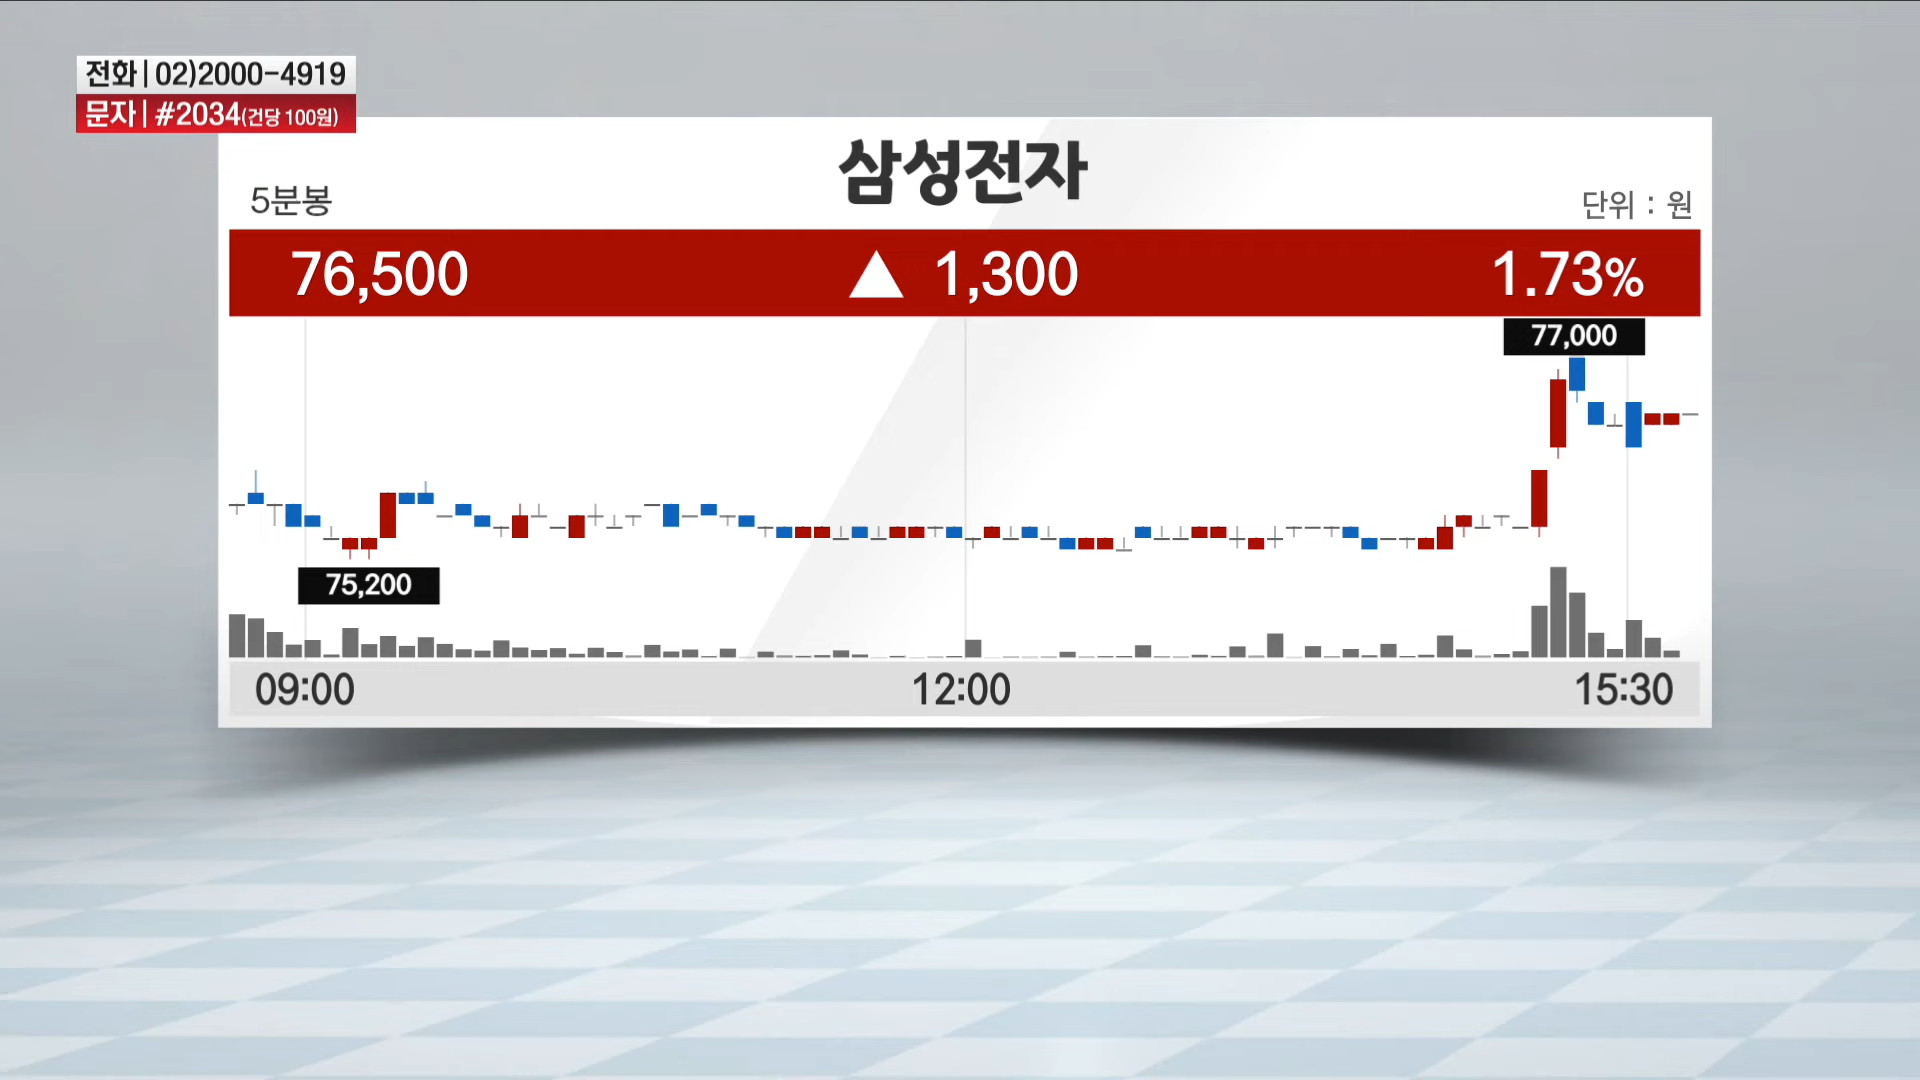 전화 | 02)2000-4919
문자 | #2034(건당 100원)
삼성전자
5분봉
단위 : 원
76,500 ▲ 1,300 1.73%
77,000
75,200
09:00 12:00 15:30